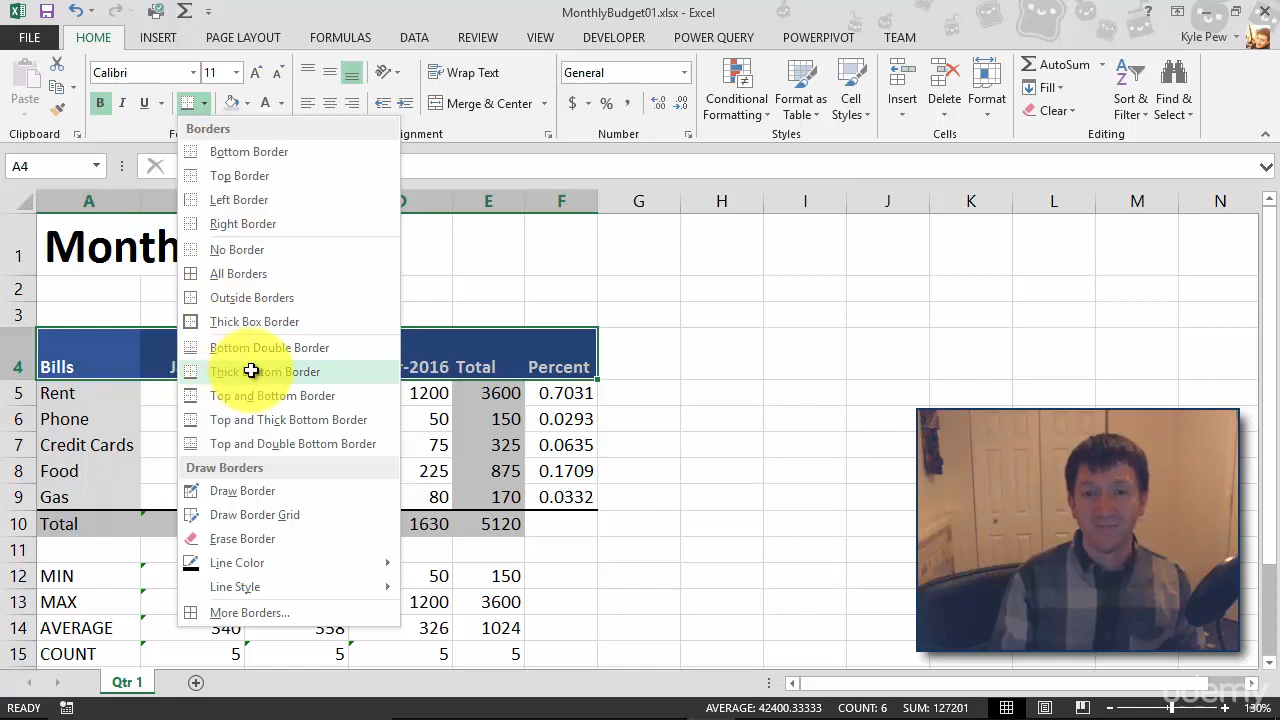 MonthlyBudget01.xlsx - Excel
FILE HOME INSERT PAGE LAYOUT FORMULAS DATA REVIEW VIEW DEVELOPER POWER QUERY POWERPIVOT TEAM Kyle Pew
Paste
Calibri 11
B I U A
Wrap Text
Merge & Center
General
$ % ,
Conditional Formatting
Format as Table
Cell Styles
Insert Delete Format
AutoSum
Fill
Clear
Sort & Filter
Find & Select
Clipboard Number Styles Cells Editing
A4
Borders
Bottom Border
Top Border
Left Border
Right Border
No Border
All Borders
Outside Borders
Thick Box Border
Bottom Double Border
Thick Bottom Border
Top and Bottom Border
Top and Thick Bottom Border
Top and Double Bottom Border
Draw Borders
Draw Border
Draw Border Grid
Erase Border
Line Color
Line Style
More Borders...
A E F G H I J K L M N
1 Month
2
3
4 Bills -2016 Total Percent
5 Rent 1200 3600 0.7031
6 Phone 50 150 0.0293
7 Credit Cards 75 325 0.0635
8 Food 225 875 0.1709
9 Gas 80 170 0.0332
10 Total 1630 5120
11
12 MIN 50 150
13 MAX 1200 3600
14 AVERAGE 340 358 326 1024
15 COUNT 5 5 5 5
Qtr 1
udemy
READY AVERAGE: 42400.33333 COUNT: 6 SUM: 127201 130%